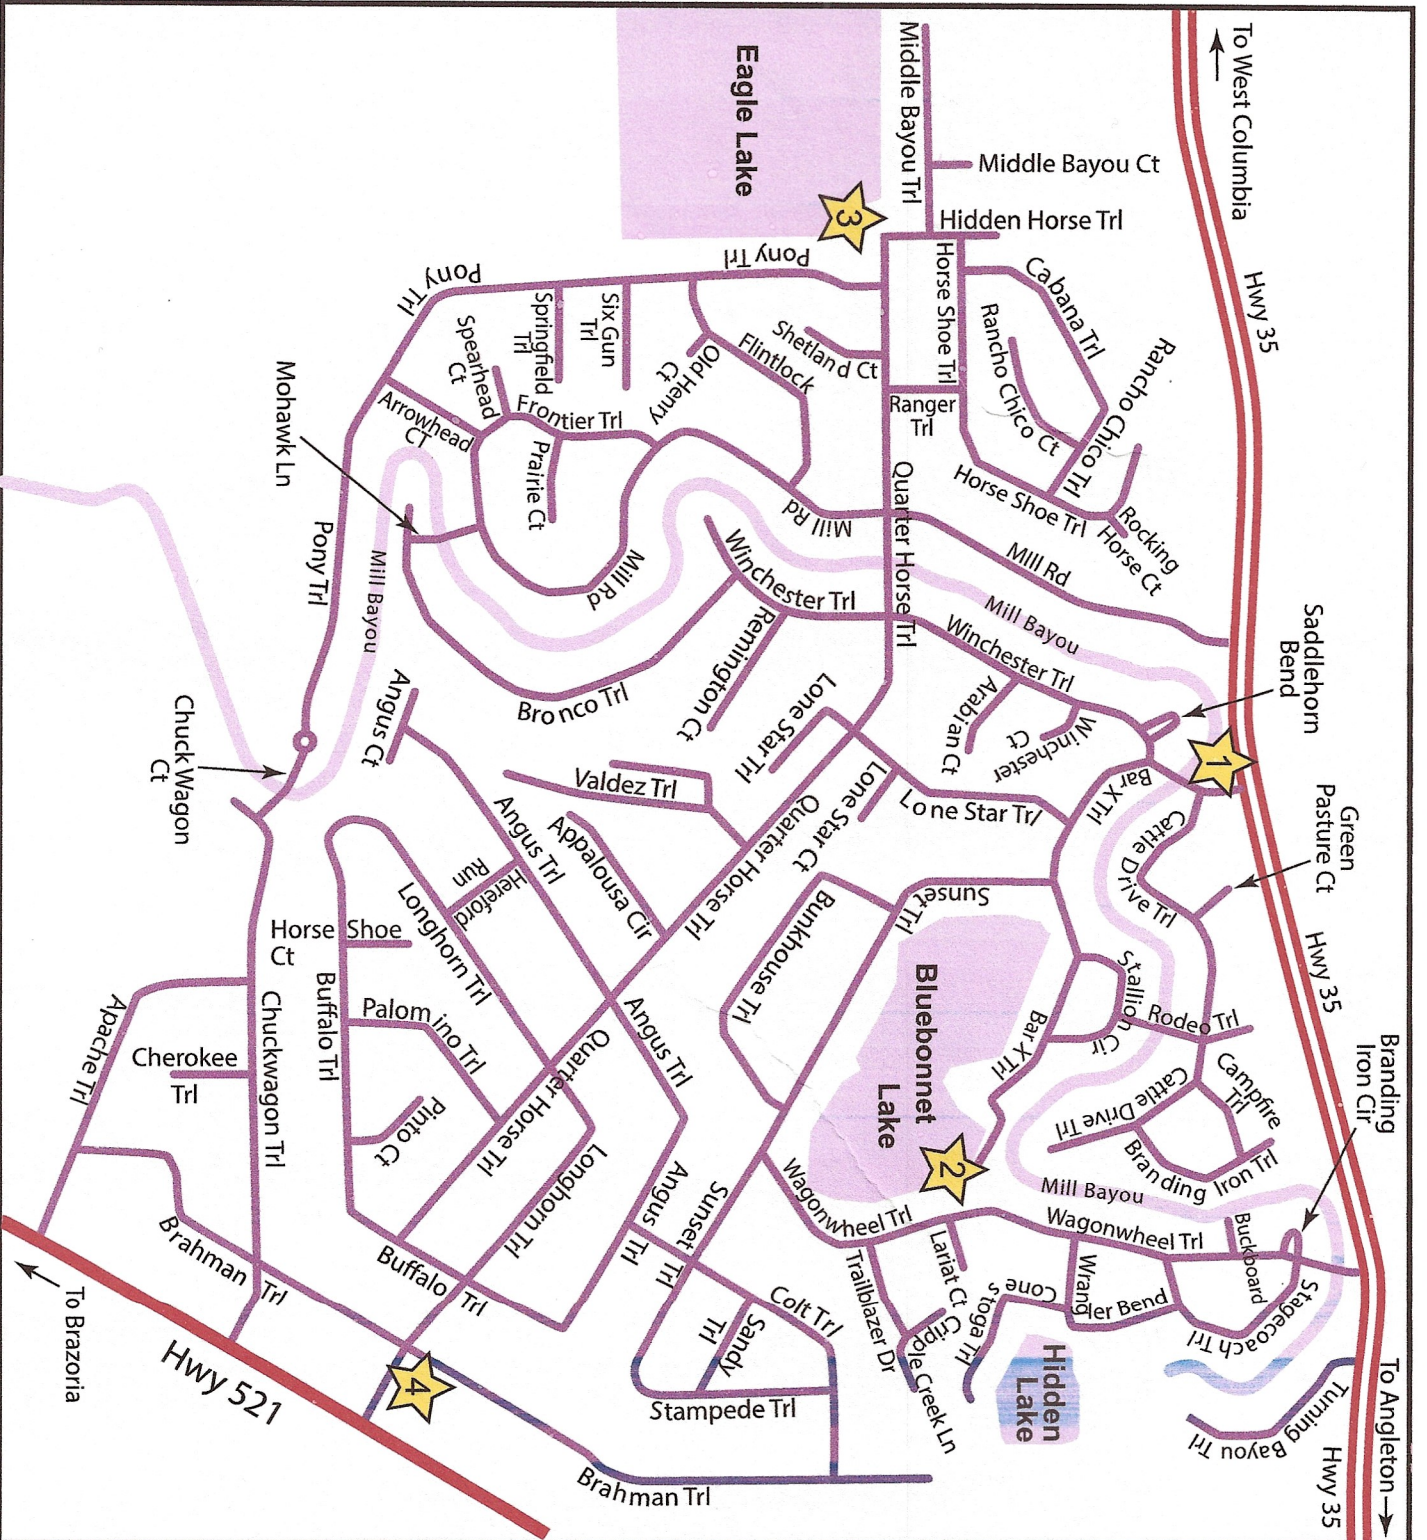 To West Columbia
Hwy 35
Middle Bayou Trl
Middle Bayou Ct
Hidden Horse Trl
Eagle Lake
3
Pony Trl
Pony Trl
Horse Shoe Trl
Cabana Trl
Rancho Chico Ct
Rancho Chico Trl
Shetland Ct
Flintlock
Old Henry
Ct
Six Gun
Trl
Springfield
Trl
Spearhead
Ct
Frontier Trl
Arrowhead
CT
Prairie Ct
Mohawk Ln
Ranger
Trl
Horse Shoe Trl
Rocking
Horse Ct
Quarter Horse Trl
Mill Rd
Mill Rd
Mill Rd
Mill Bayou
Mill Bayou
Pony Trl
Winchester Trl
Winchester Trl
Remington Ct
Bronco Trl
Arabian Ct
Winchester
Ct
Saddlehorn
Bend
1
Bar X Trl
Green
Pasture Ct
Hwy 35
Cattle Drive Trl
Lone Star Trl
Lone Star Trl
Lone Star Ct
Quarter Horse Trl
Valdez Trl
Appalousa Cir
Angus Ct
Angus Trl
Hereford
Run
Longhorn Trl
Chuck Wagon
Ct
Horse Shoe
Ct
Buffalo Trl
Palomino Trl
Pinto Ct
Chuckwagon Trl
Cherokee
Trl
Apache Trl
Sunset Trl
Bunkhouse Trl
Bluebonnet
Lake
2
Bar X Trl
Stallion Cir
Rodeo Trl
Cattle Drive Trl
Campfire
Trl
Branding Iron Trl
Branding
Iron Cir
Mill Bayou
Wagonwheel Trl
Wagonwheel Trl
Buckboard
Stagecoach Trl
Wrangler Bend
Conestoga Trl
Lariat Ct
Cripple Creek Ln
Trailblazer Dr
Hidden
Lake
Quarter Horse Trl
Angus Trl
Angus Trl
Longhorn Trl
Sunset Trl
Colt Trl
Sandy
Trl
Stampede Trl
Buffalo Trl
Brahman Trl
4
Brahman Trl
Hwy 521
To Brazoria
Turning Bayou Trl
To Angleton
Hwy 35